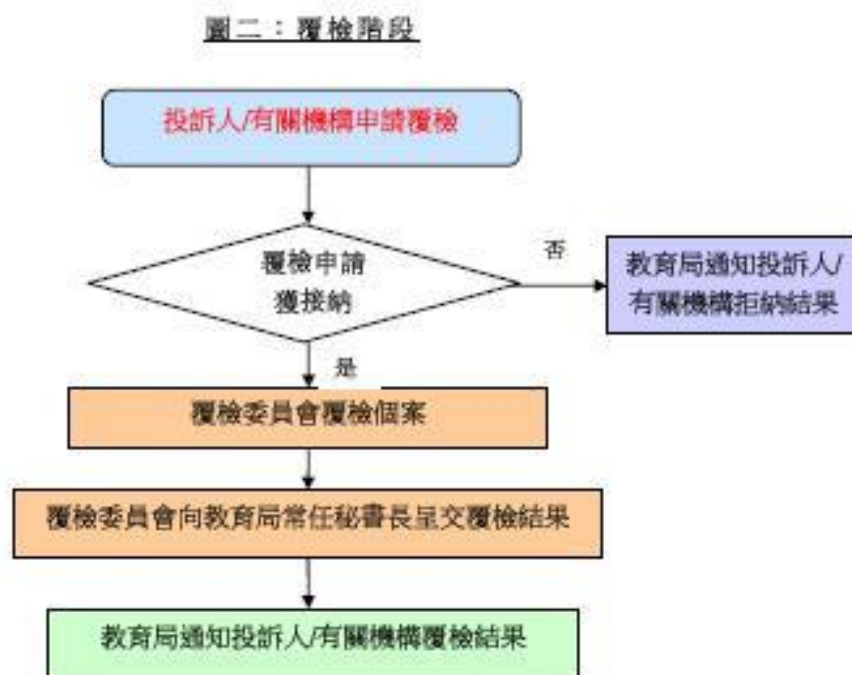 圖二：覆檢階段
投訴人/有關機構申請覆檢
覆檢申請
獲接納
否
教育局通知投訴人/
有關機構拒納結果
是
覆檢委員會覆檢個案
覆檢委員會向教育局常任秘書長呈交覆檢結果
教育局通知投訴人/有關機構覆檢結果